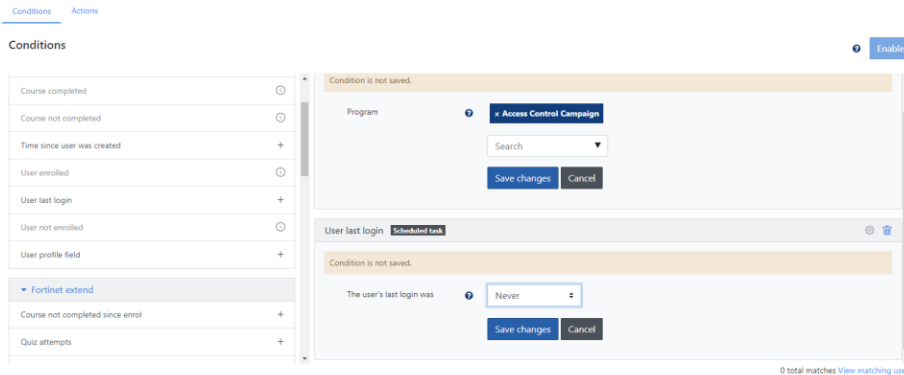 Conditions Actions
Conditions
Enable
Course completed
Course not completed
Time since user was created
User enrolled
User last login
User not enrolled
User profile field
Fortinet extend
Course not completed since enrol
Quiz attempts
Condition is not saved.
Program
× Access Control Campaign
Search
Save changes Cancel
User last login Scheduled task
Condition is not saved.
The user's last login was
Never
Save changes Cancel
0 total matches View matching use